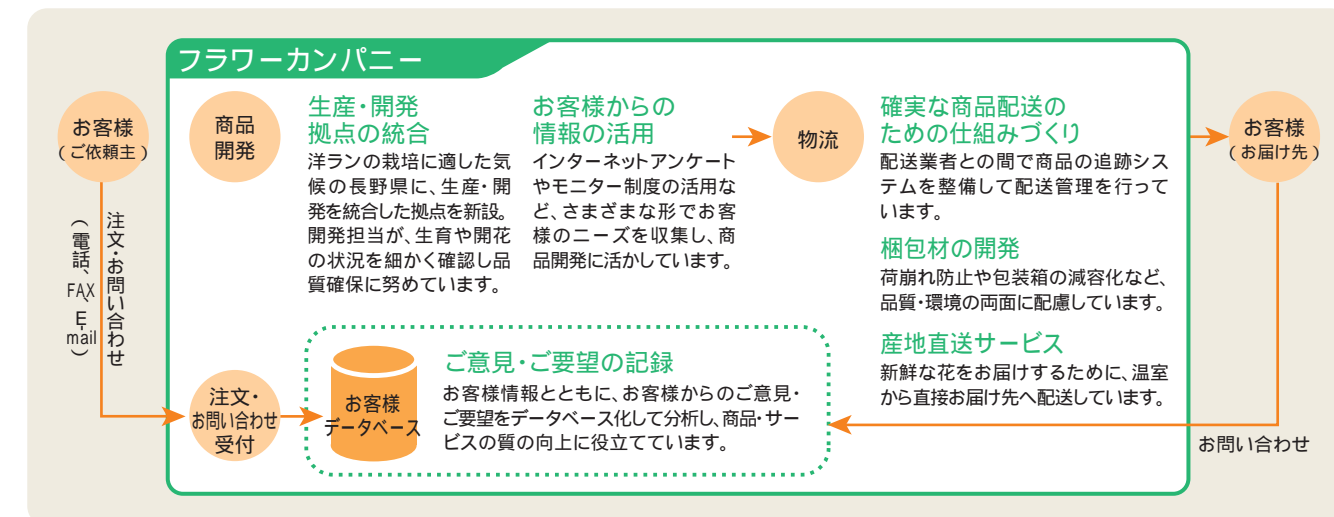 フラワーカンパニー
お客様
(ご依頼主)
注文・お問い合わせ
(電話、FAX、E-mail)
商品
開発
生産・開発
拠点の統合
洋ランの栽培に適した気
候の長野県に、生産・開
発を統合した拠点を新設。
開発担当が、生育や開花
の状況を細かく確認し品
質確保に努めています。
お客様からの
情報の活用
インターネットアンケート
やモニター制度の活用な
ど、さまざまな形でお客
様のニーズを収集し、商
品開発に活かしています。
物流
確実な商品配送の
ための仕組みづくり
配送業者との間で商品の追跡シス
テムを整備して配送管理を行って
います。
梱包材の開発
荷崩れ防止や包装箱の減容化など、
品質・環境の両面に配慮しています。
産地直送サービス
新鮮な花をお届けするために、温室
から直接お届け先へ配送しています。
お客様
(お届け先)
注文・
お問い合わせ
受付
お客様
データベース
ご意見・ご要望の記録
お客様情報とともに、お客様からのご意見・
ご要望をデータベース化して分析し、商品・サー
ビスの質の向上に役立てています。
お問い合わせ